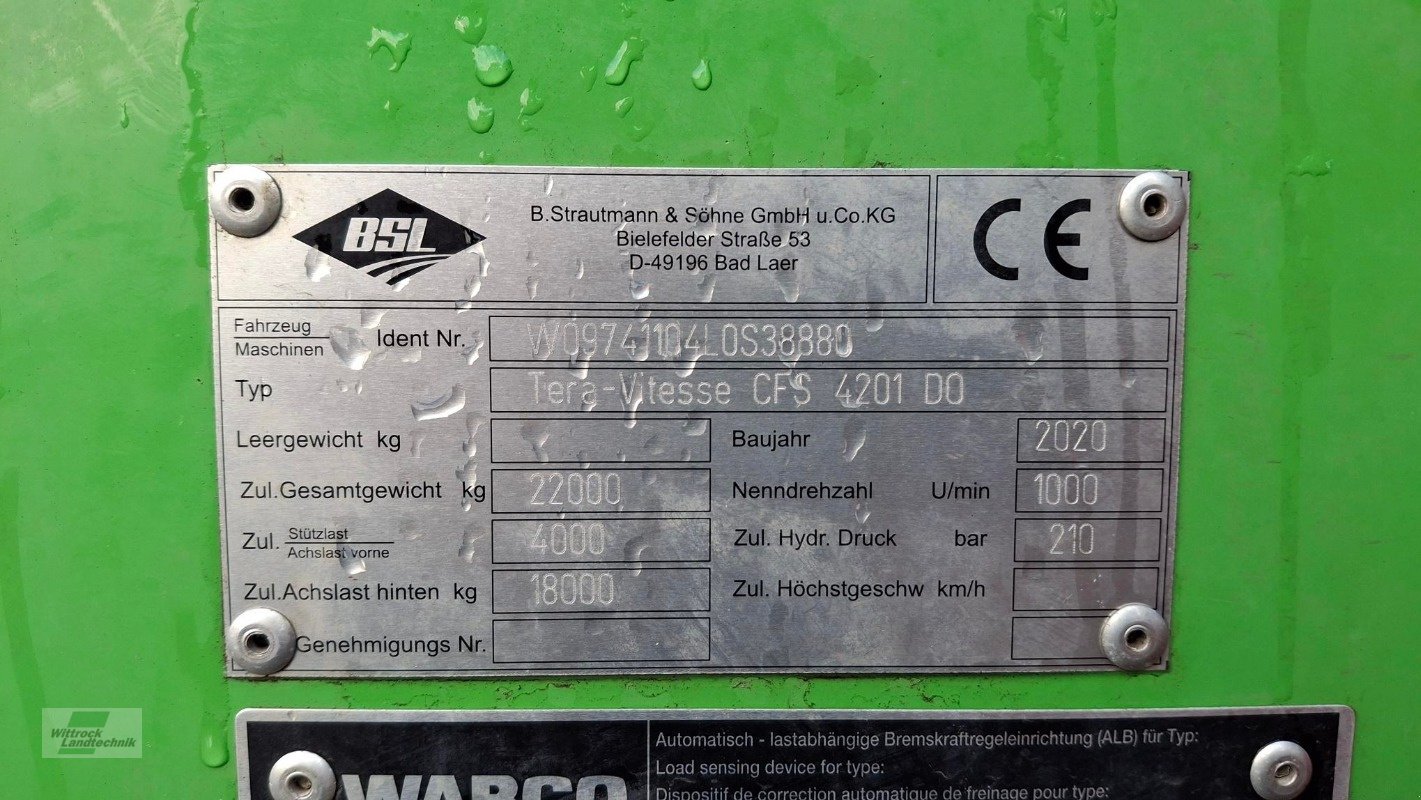 BSL
B.Strautmann & Söhne GmbH u.Co.KG
Bielefelder Straße 53
D-49196 Bad Laer
CE
Fahrzeug
Maschinen
Ident Nr.
W09741104L0S38880
Typ
Tera-Vitesse CFS 4201 DO
Leergewicht kg
Baujahr
2020
Zul.Gesamtgewicht kg
22000
Nenndrehzahl U/min
1000
Zul. Stützlast
Achslast vorne
4000
Zul. Hydr. Druck bar
210
Zul.Achslast hinten kg
18000
Zul. Höchstgeschw km/h
Genehmigungs Nr.
Wittrock
Landtechnik
WABCO
Automatisch - lastabhängige Bremskraftregeleinrichtung (ALB) für Typ:
Load sensing device for type:
Dispositif de correction automatique de freinage pour type: